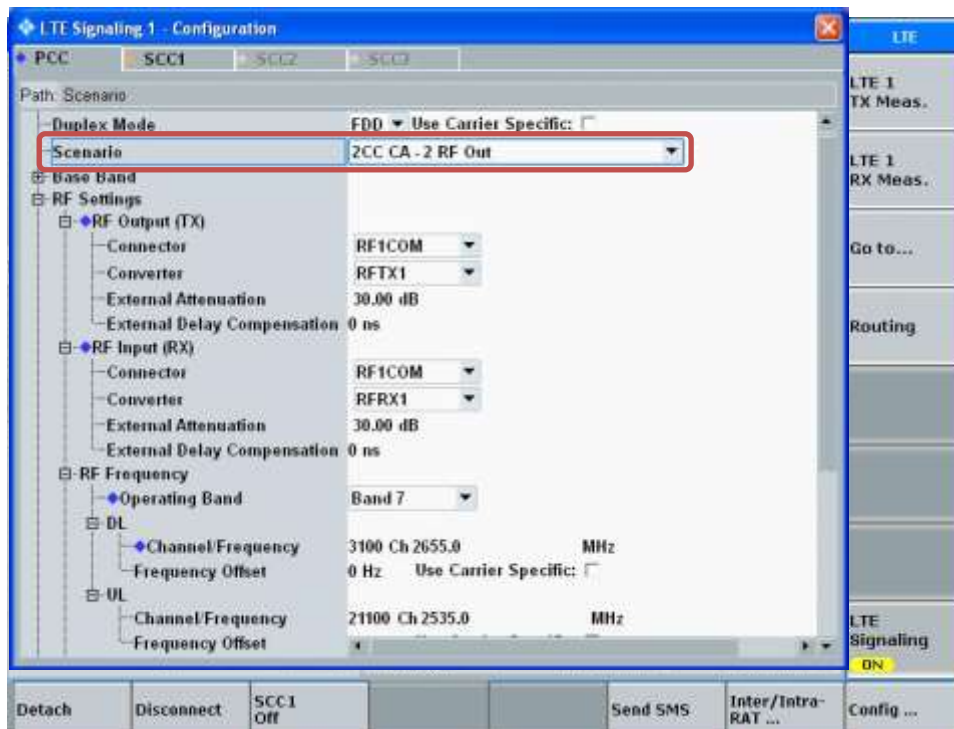 LTE Signaling 1 - Configuration
PCC SCC1 SCC2 SCC3
Path: Scenario
Duplex Mode FDD Use Carrier Specific:
Scenario 2CC CA - 2 RF Out
Base Band
RF Settings
RF Output (TX)
Connector RF1COM
Converter RFTX1
External Attenuation 30.00 dB
External Delay Compensation 0 ns
RF Input (RX)
Connector RF1COM
Converter RFRX1
External Attenuation 30.00 dB
External Delay Compensation 0 ns
RF Frequency
Operating Band Band 7
DL
Channel/Frequency 3100 Ch 2655.0 MHz
Frequency Offset 0 Hz Use Carrier Specific:
UL
Channel/Frequency 21100 Ch 2535.0 MHz
Frequency Offset
LTE
LTE 1
TX Meas.
LTE 1
RX Meas.
Go to...
Routing
LTE
Signaling
ON
Detach
Disconnect
SCC1
Off
Send SMS
Inter/Intra-
RAT ...
Config ...